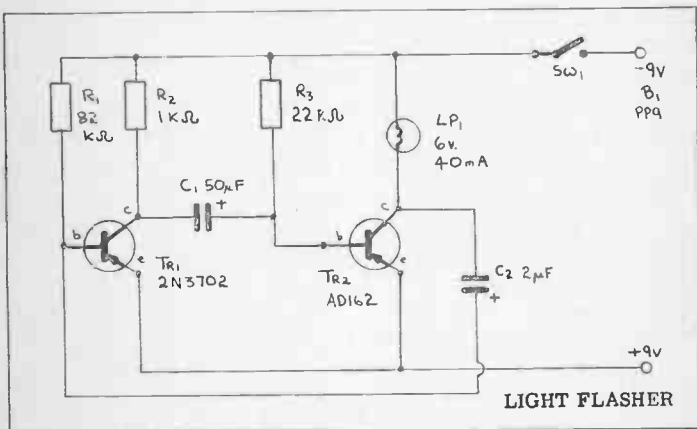 R1
82
KΩ
R2
1KΩ
R3
22KΩ
LP1
6v.
40mA
SW1
-9v
B1
PP9
C1 50µF
+
c
b
e
TR1
2N3702
c
b
e
TR2
AD162
C2 2µF
+
+9v
LIGHT FLASHER